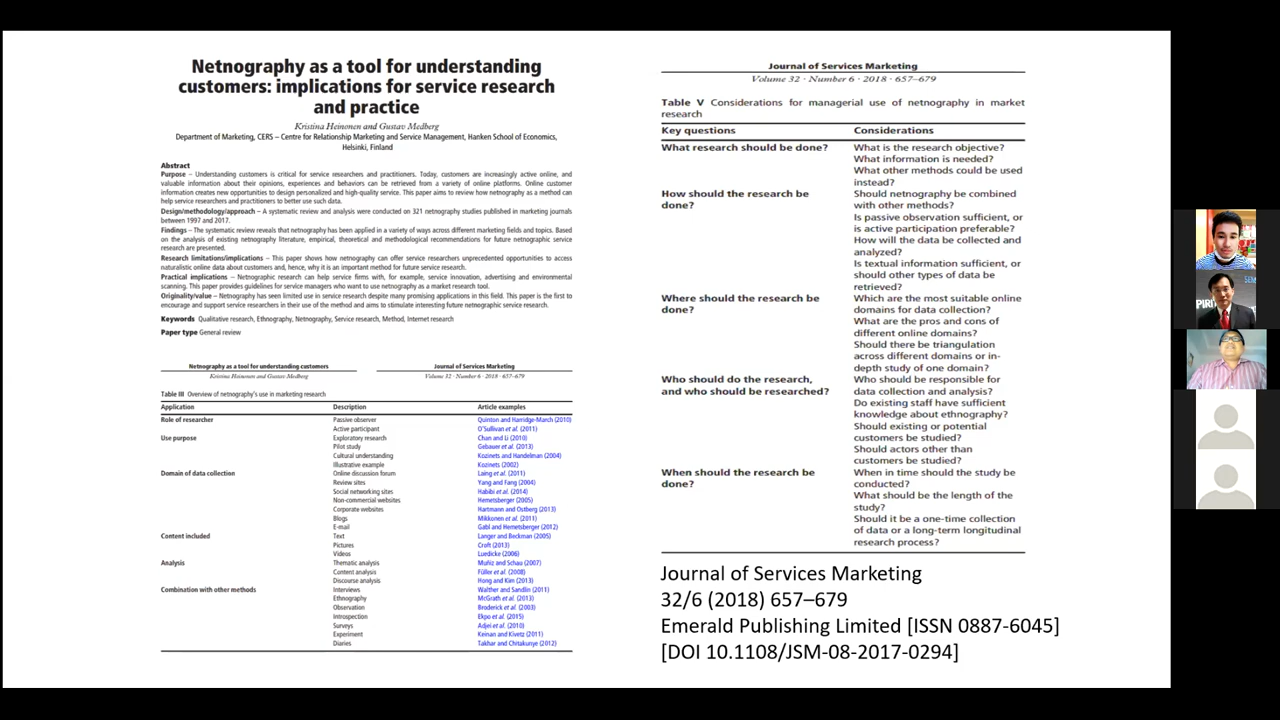 Netnography as a tool for understanding
customers: implications for service research
and practice
Kristina Heinonen and Gustav Medberg
Department of Marketing, CERS – Centre for Relationship Marketing and Service Management, Hanken School of Economics,
Helsinki, Finland
Abstract
Purpose – Understanding customers is critical for service researchers and practitioners. Today, customers are increasingly active online, and
valuable information about their opinions, experiences and behaviors can be retrieved from a variety of online platforms. Online customer
information creates new opportunities to design personalized and high-quality service. This paper aims to review how netnography as a method can
help service researchers and practitioners to better use such data.
Design/methodology/approach – A systematic review and analysis were conducted on 321 netnography studies published in marketing journals
between 1997 and 2017.
Findings – The systematic review reveals that netnography has been applied in a variety of ways across different marketing fields and topics. Based
on the analysis of existing netnography literature, empirical, theoretical and methodological recommendations for future netnographic service
research are presented.
Research limitations/implications – This paper shows how netnography can offer service researchers unprecedented opportunities to access
naturalistic online data about customers and, hence, why it is an important method for future service research.
Practical implications – Netnographic research can help service firms with, for example, service innovation, advertising and environmental
scanning. This paper provides guidelines for service managers who want to use netnography as a market research tool.
Originality/value – Netnography has seen limited use in service research despite many promising applications in this field. This paper is the first to
encourage and support service researchers in their use of the method and aims to stimulate interesting future netnographic service research.
Keywords Qualitative research, Ethnography, Netnography, Service research, Method, Internet research
Paper type General review
Netnography as a tool for understanding customers Journal of Services Marketing
Kristina Heinonen and Gustav Medberg Volume 32 · Number 6 · 2018 · 657–679
Table III Overview of netnography's use in marketing research
Application Description Article examples
Role of researcher Passive observer Quinton and Harridge-March (2010)
Active participant O'Sullivan et al. (2011)
Use purpose Exploratory research Chan and Li (2010)
Pilot study Gebauer et al. (2013)
Cultural understanding Kozinets and Handelman (2004)
Illustrative example Kozinets (2002)
Domain of data collection Online discussion forum Laing et al. (2011)
Review sites Yang and Fang (2004)
Social networking sites Habibi et al. (2014)
Non-commercial websites Hemetsberger (2005)
Corporate websites Hartmann and Ostberg (2013)
Blogs Mikkonen et al. (2011)
E-mail Gabl and Hemetsberger (2012)
Content included Text Langer and Beckman (2005)
Pictures Croft (2013)
Videos Luedicke (2006)
Analysis Thematic analysis Muñiz and Schau (2007)
Content analysis Füller et al. (2008)
Discourse analysis Hong and Kim (2013)
Combination with other methods Interviews Walther and Sandlin (2011)
Ethnography McGrath et al. (2013)
Observation Broderick et al. (2003)
Introspection Ekpo et al. (2015)
Surveys Adjei et al. (2010)
Experiment Keinan and Kivetz (2011)
Diaries Takhar and Chitakunye (2012)
Journal of Services Marketing
Volume 32 · Number 6 · 2018 · 657–679
Table V Considerations for managerial use of netnography in market
research
Key questions Considerations
What research should be done? What is the research objective?
What information is needed?
What other methods could be used
instead?
How should the research be Should netnography be combined
done? with other methods?
Is passive observation sufficient, or
is active participation preferable?
How will the data be collected and
analyzed?
Is textual information sufficient, or
should other types of data be
retrieved?
Where should the research be Which are the most suitable online
done? domains for data collection?
What are the pros and cons of
different online domains?
Should there be triangulation
across different domains or in-
depth study of one domain?
Who should do the research, Who should be responsible for
and who should be researched? data collection and analysis?
Do existing staff have sufficient
knowledge about ethnography?
Should existing or potential
customers be studied?
Should actors other than
customers be studied?
When should the research be When in time should the study be
done? conducted?
What should be the length of the
study?
Should it be a one-time collection
of data or a long-term longitudinal
research process?
Journal of Services Marketing
32/6 (2018) 657–679
Emerald Publishing Limited [ISSN 0887-6045]
[DOI 10.1108/JSM-08-2017-0294]